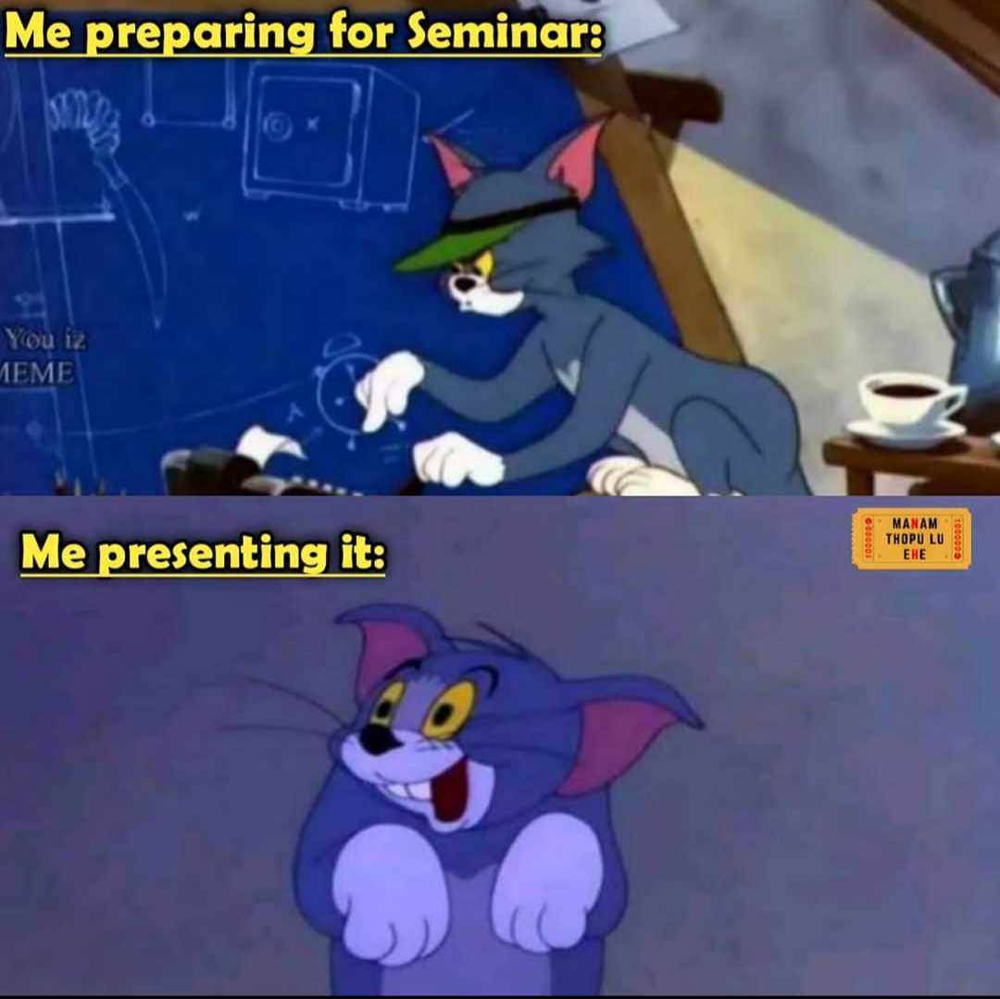 Me preparing for Seminar:
You iz
MEME
Me presenting it:
MANAM
THOPU LU
EHE